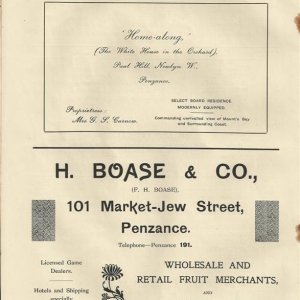 'Home-along,'
(The White House in the Orchard).
Paul Hill, Newlyn W.,
Penzance.
Proprietress:
Mrs G. S. Curnow.
SELECT BOARD RESIDENCE.
MODERNLY EQUIPPED.
Commanding unrivalled view of Mount's Bay
and Surrounding Coast.
H. BOASE & CO.,
(F. H. BOASE),
101 Market-Jew Street,
Penzance.
Telephone—Penzance 191.
Licensed Game
Dealers.
Hotels and Shipping
specially
WHOLESALE AND
RETAIL FRUIT MERCHANTS,
AND